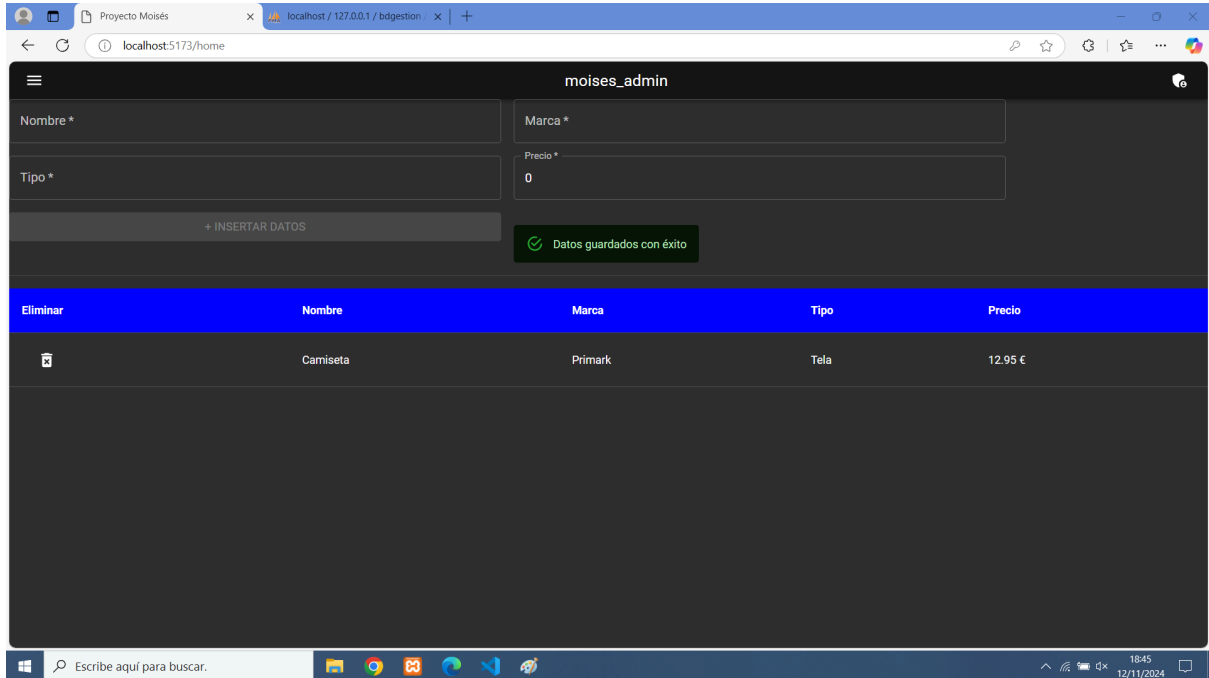 Proyecto Moisés
localhost / 127.0.0.1 / bdgestion /
localhost:5173/home
moises_admin
Nombre *
Marca *
Tipo *
Precio *
0
+ INSERTAR DATOS
Datos guardados con éxito
Eliminar Nombre Marca Tipo Precio
Camiseta Primark Tela 12.95 €
Escribe aquí para buscar.
18:45
12/11/2024